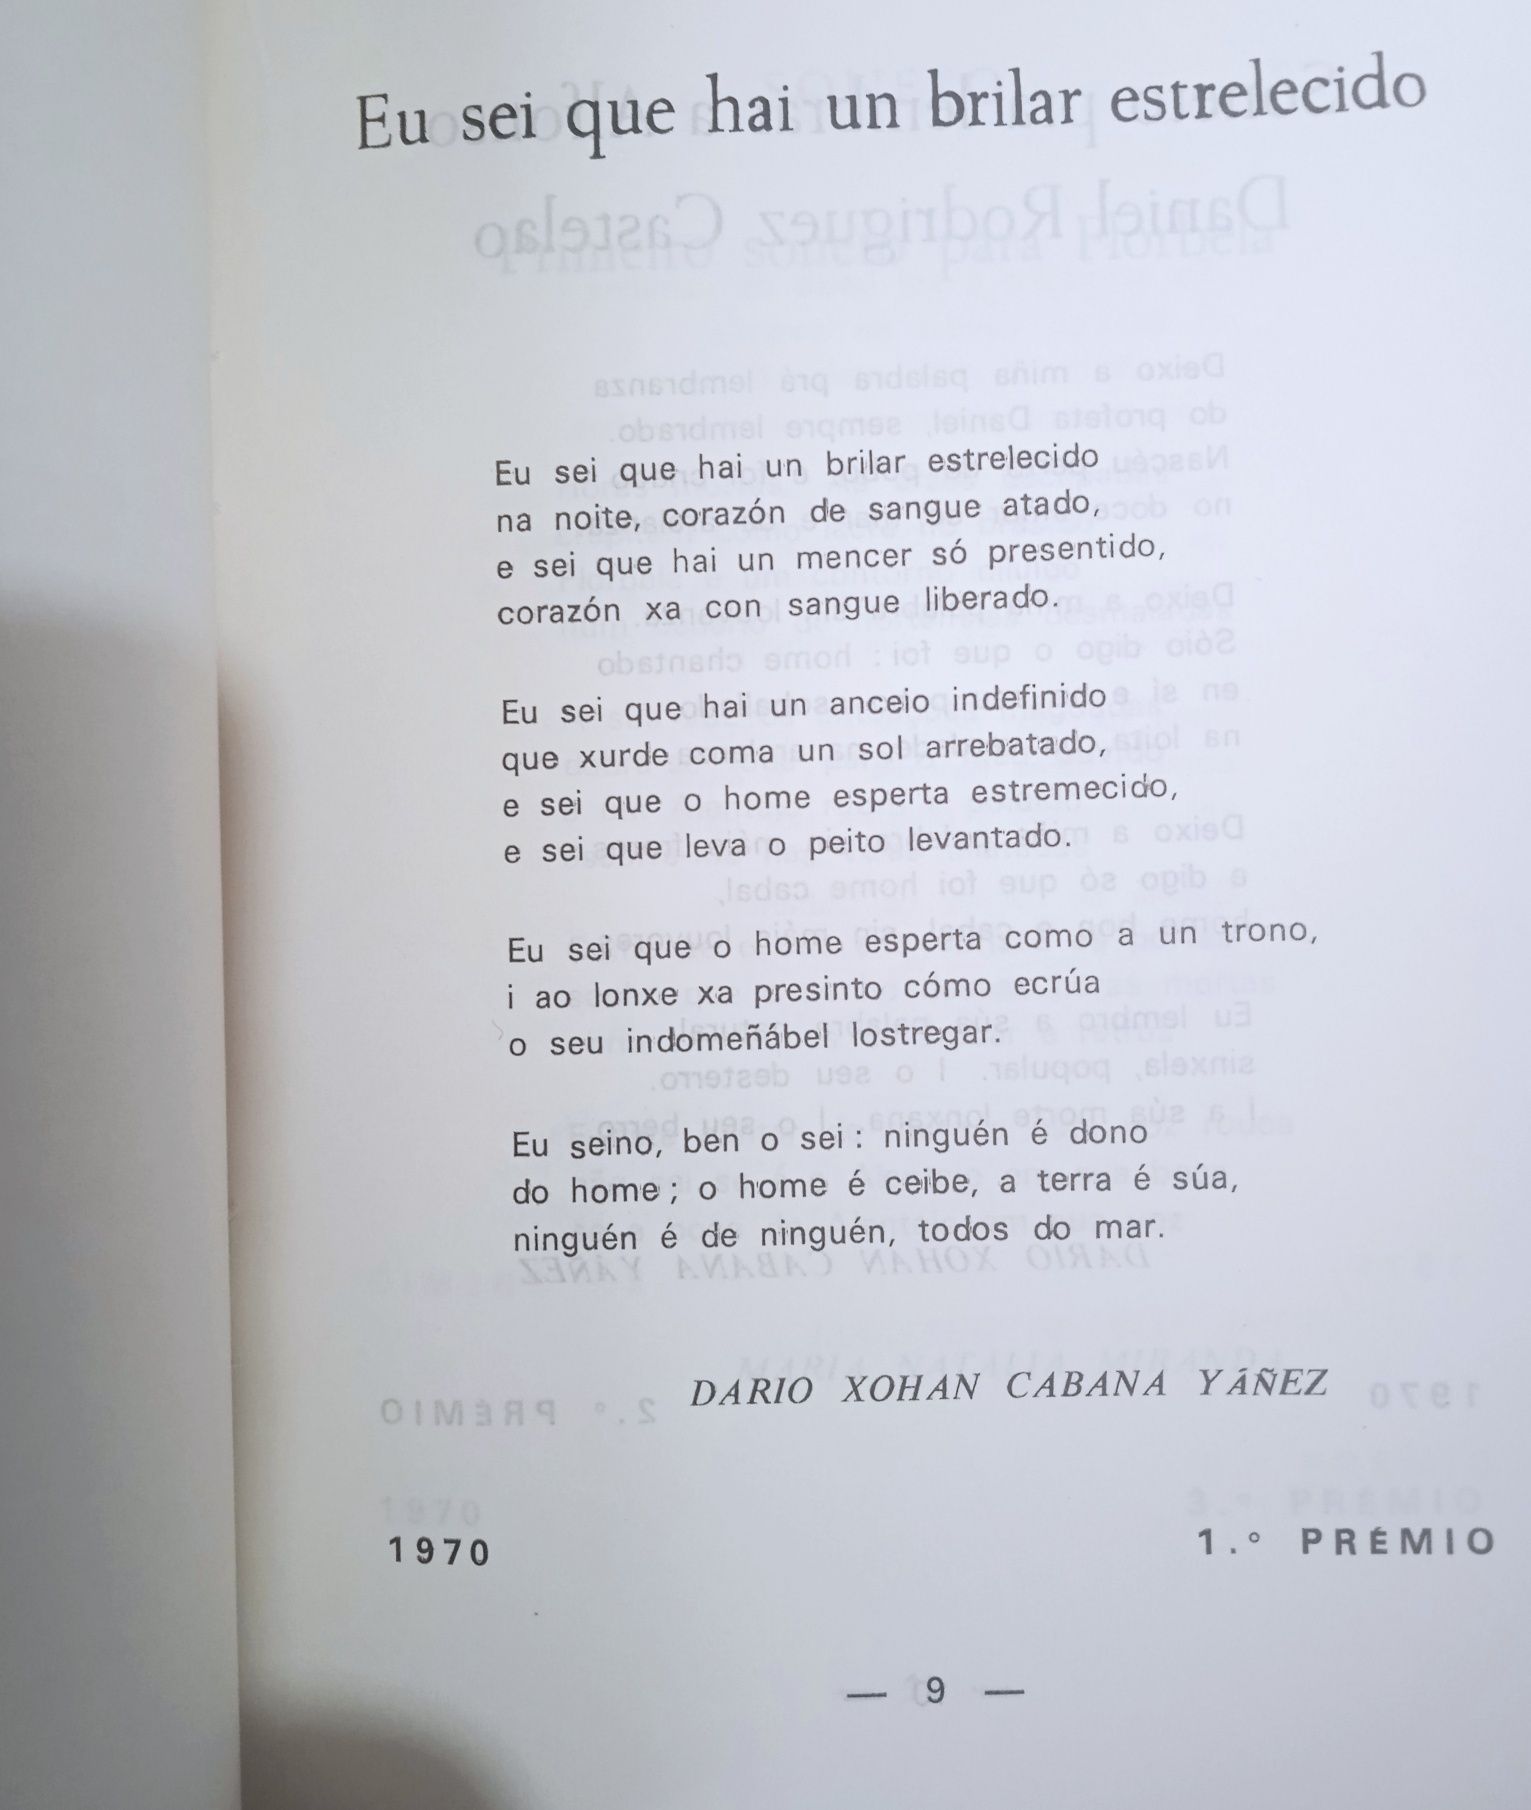 Eu sei que hai un brilar estrelecido
Eu sei que hai un brilar estrelecido
na noite, corazón de sangue atado,
e sei que hai un mencer só presentido,
corazón xa con sangue liberado.
Eu sei que hai un anceio indefinido
que xurde coma un sol arrebatado,
e sei que o home esperta estremecido,
e sei que leva o peito levantado.
Eu sei que o home esperta como a un trono,
i ao lonxe xa presinto cómo ecrúa
o seu indomeñábel lostregar.
Eu seino, ben o sei : ninguén é dono
do home ; o home é ceibe, a terra é súa,
ninguén é de ninguén, todos do mar.
DARIO XOHAN CABANA YÁÑEZ
1970 1.º PRÉMIO
— 9 —